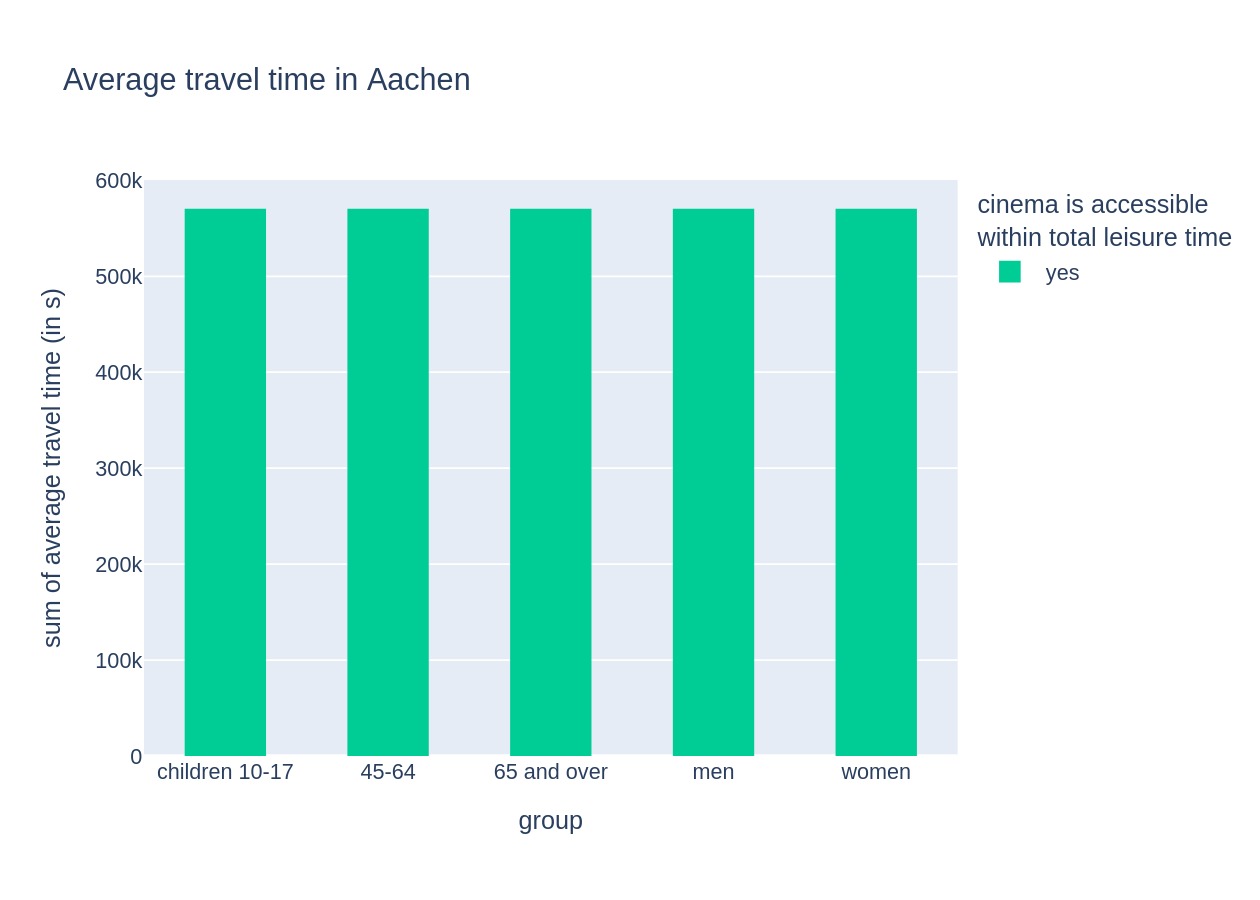 Average travel time in Aachen
600k
500k
400k
300k
200k
100k
0
sum of average travel time (in s)
children 10-17
45-64
65 and over
men
women
group
cinema is accessible
within total leisure time
yes